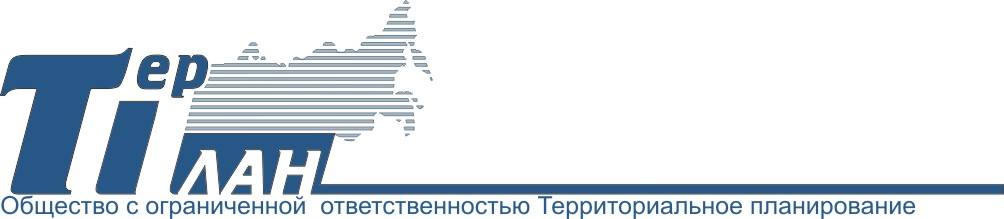 Тер
План
Общество с ограниченной ответственностью Территориальное планирование